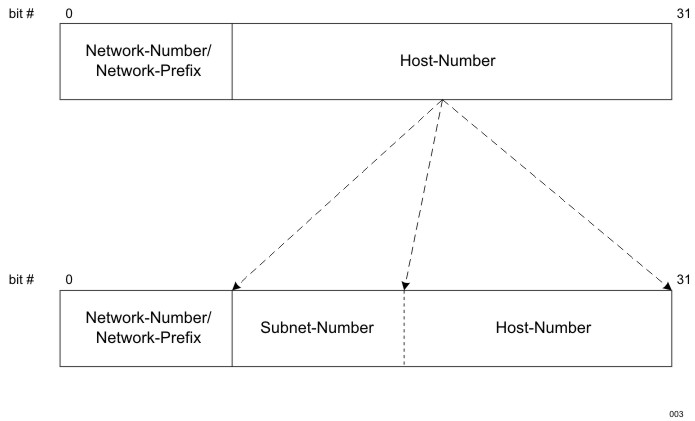 bit # 0 31
Network-Number/
Network-Prefix
Host-Number
bit # 0 31
Network-Number/
Network-Prefix
Subnet-Number
Host-Number
003